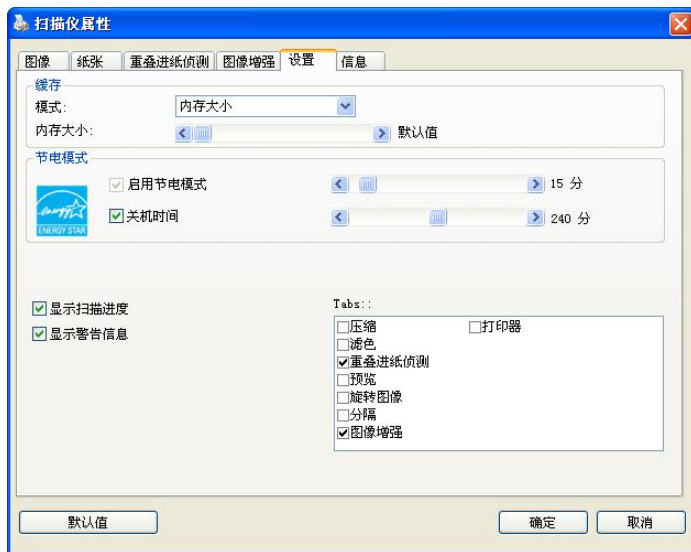 扫描仪属性
图像 纸张 重叠进纸侦测 图像增强 设置 信息
缓存
模式: 内存大小
内存大小: 默认值
节电模式
启用节电模式 15 分
关机时间 240 分
energy
ENERGY STAR
显示扫描进度
显示警告信息
Tabs::
压缩 打印器
滤色
重叠进纸侦测
预览
旋转图像
分隔
图像增强
默认值 确定 取消